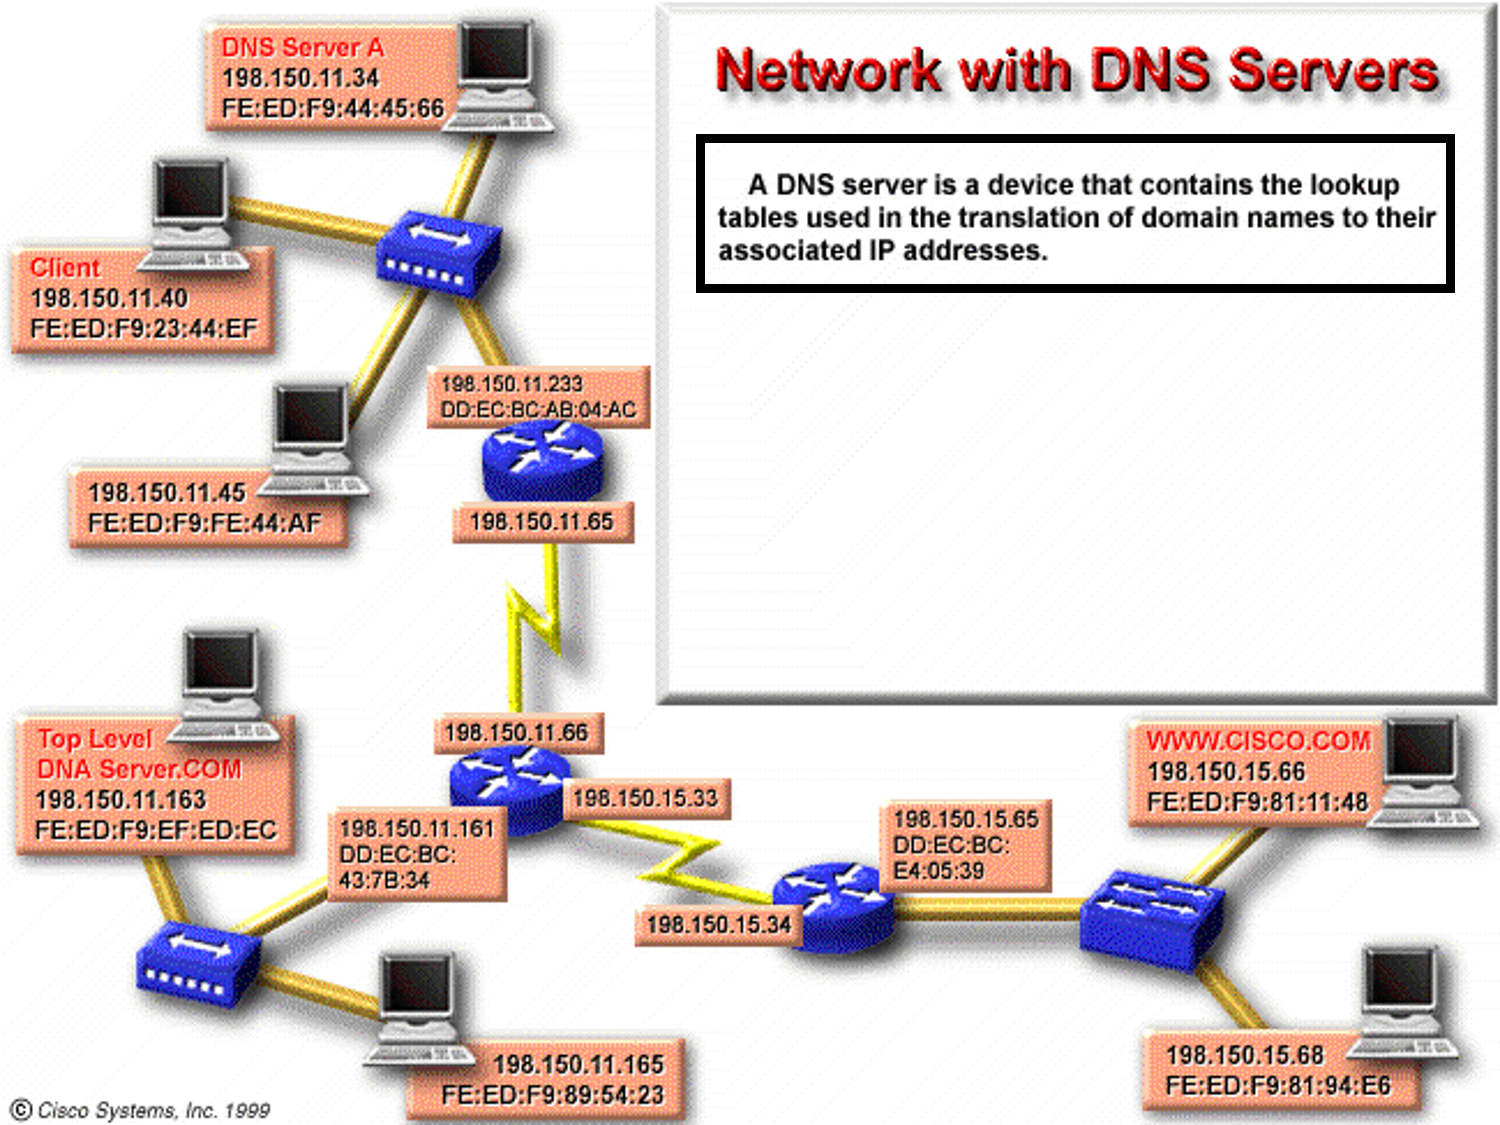 DNS Server A
198.150.11.34
FE:ED:F9:44:45:66
Network with DNS Servers
A DNS server is a device that contains the lookup
tables used in the translation of domain names to their
associated IP addresses.
Client
198.150.11.40
FE:ED:F9:23:44:EF
198.150.11.233
DD:EC:BC:AB:04:AC
198.150.11.45
FE:ED:F9:FE:44:AF
198.150.11.65
198.150.11.66
Top Level
DNA Server.COM
198.150.11.163
FE:ED:F9:EF:ED:EC
198.150.15.33
198.150.11.161
DD:EC:BC:
43:7B:34
198.150.15.65
DD:EC:BC:
E4:05:39
198.150.15.34
WWW.CISCO.COM
198.150.15.66
FE:ED:F9:81:11:48
198.150.11.165
FE:ED:F9:89:54:23
198.150.15.68
FE:ED:F9:81:94:E6
© Cisco Systems, Inc. 1999